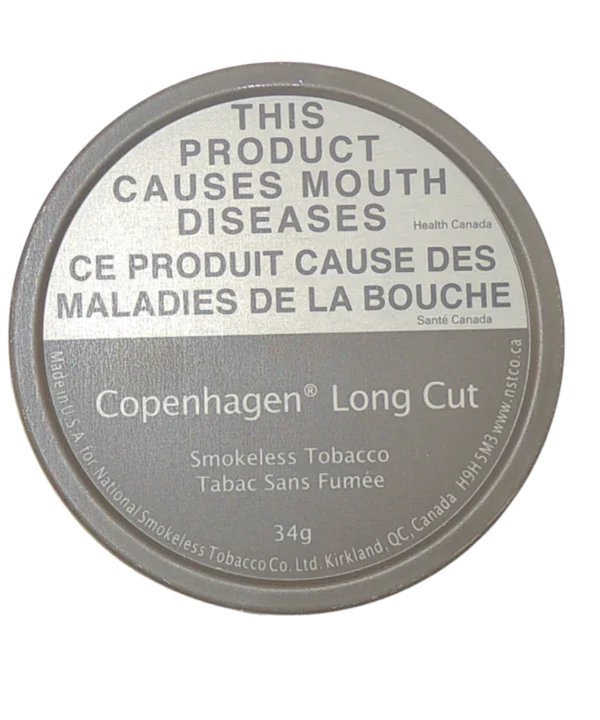 THIS
PRODUCT
CAUSES MOUTH
DISEASES
Health Canada
CE PRODUIT CAUSE DES
MALADIES DE LA BOUCHE
Santé Canada
Copenhagen® Long Cut
Smokeless Tobacco
Tabac Sans Fumée
34g
Made in U.S.A for National Smokeless Tobacco Co. Ltd. Kirkland, QC, Canada H9H 5M3 www.nstco.ca